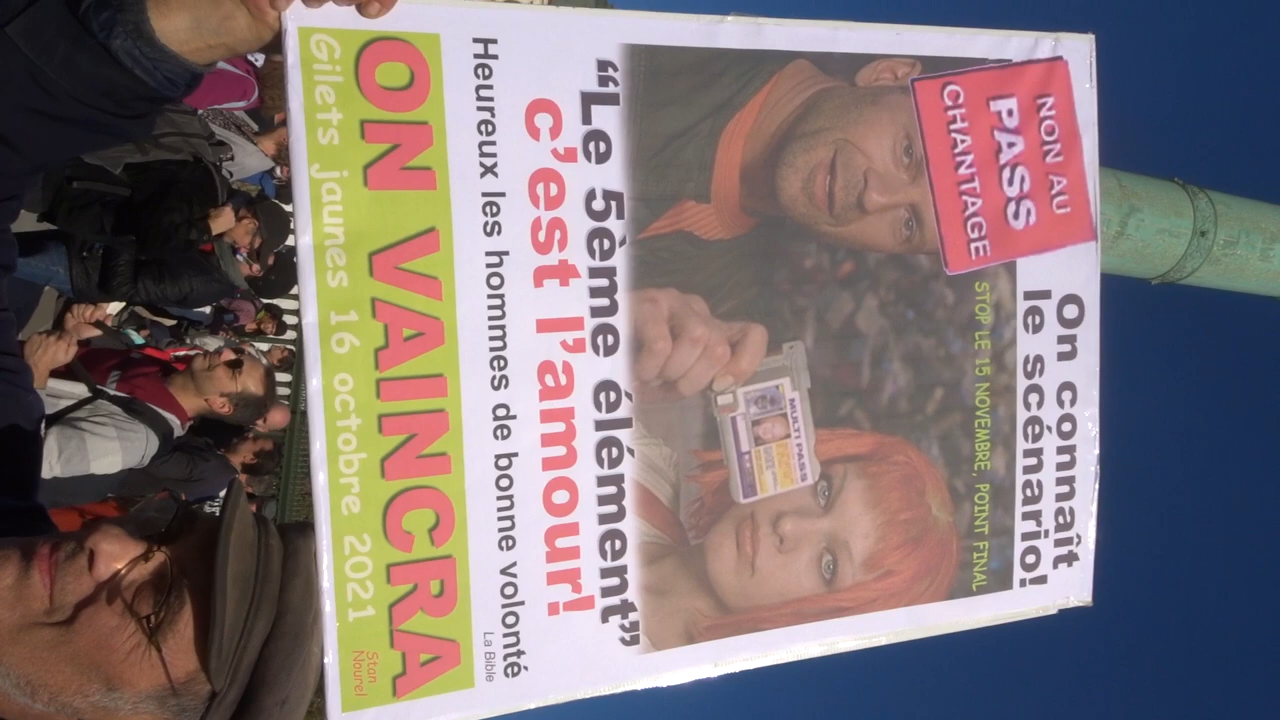 On connaît
le scénario!
NON AU
PASS
CHANTAGE
STOP LE 15 NOVEMBRE, POINT FINAL
MULTI PASS
“Le 5ème élément”
c'est l'amour!
Heureux les hommes de bonne volonté
La Bible
ON VAINCRA
Gilets jaunes 16 octobre 2021
Stan
Nourel